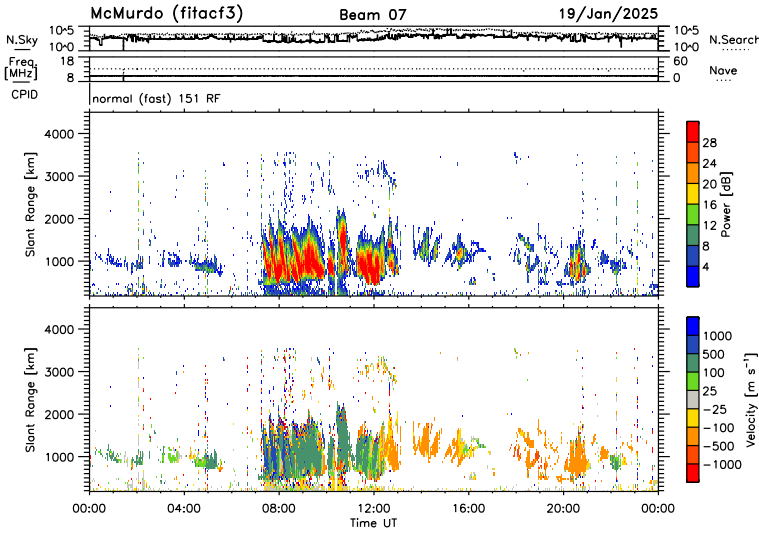 McMurdo (fitacf3) Beam 07 19/Jan/2025
N.Sky 10^5 10^0 10^5 10^0 N.Search
Freq. [MHz] 18 8 60 0 Nave
CPID normal (fast) 151 RF
Slant Range [km] 4000 3000 2000 1000
28 24 20 16 12 8 4 Power [dB]
Slant Range [km] 4000 3000 2000 1000
1000 500 100 25 −25 −100 −500 −1000 Velocity [m s⁻¹]
00:00 04:00 08:00 12:00 16:00 20:00 00:00
Time UT